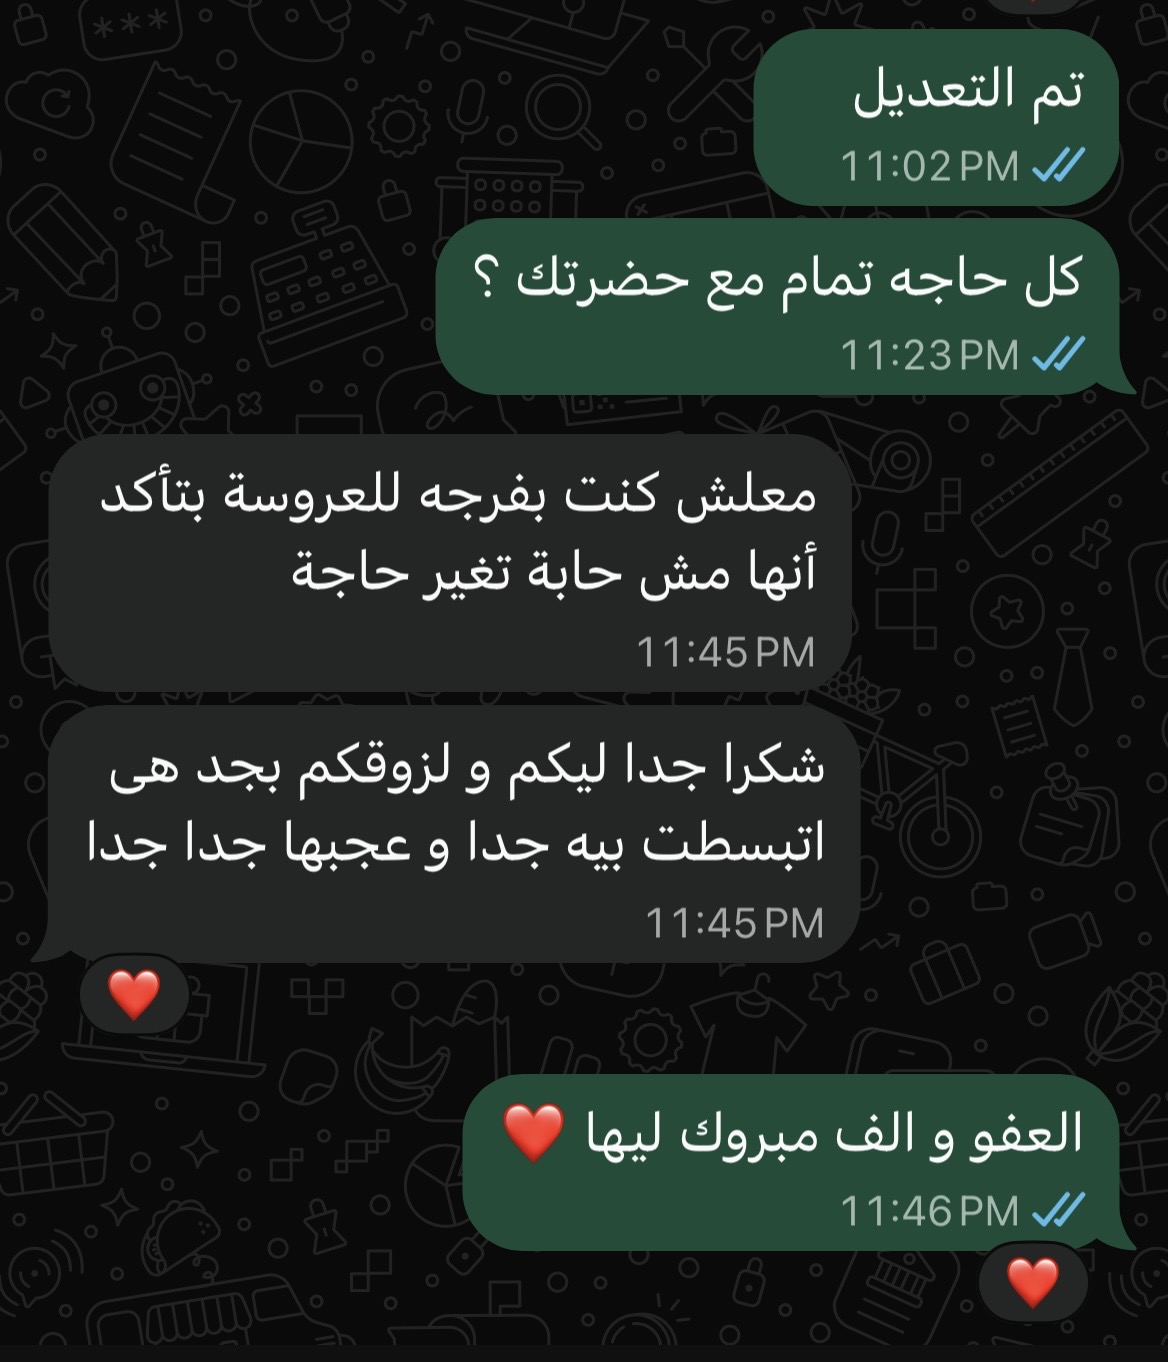 تم التعديل
11:02 PM
كل حاجه تمام مع حضرتك ؟
11:23 PM
معلش كنت بفرجه للعروسة بتأكد
أنها مش حابة تغير حاجة
11:45 PM
شكرا جدا ليكم و لزوقكم بجد هى
اتبسطت بيه جدا و عجبها جدا جدا
11:45 PM
❤️
العفو و الف مبروك ليها ❤️
11:46 PM
❤️